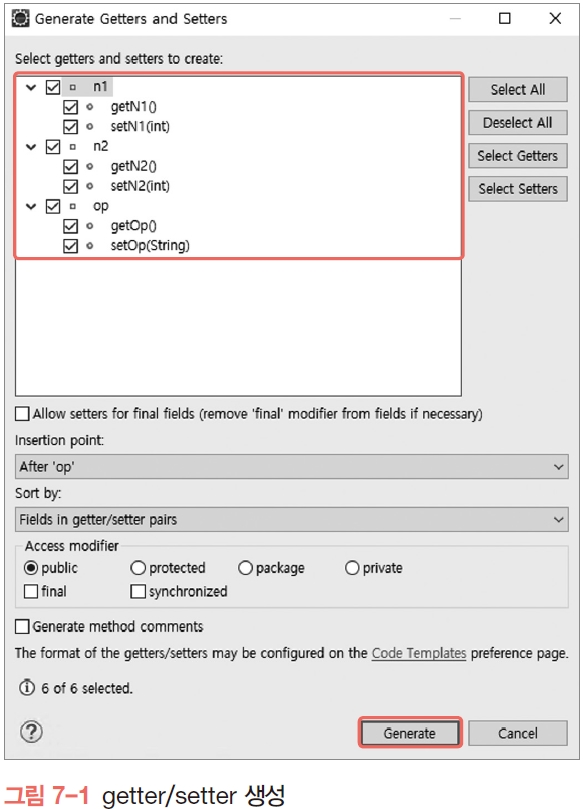 Generate Getters and Setters
Select getters and setters to create:
n1
getN1()
setN1(int)
n2
getN2()
setN2(int)
op
getOp()
setOp(String)
Select All
Deselect All
Select Getters
Select Setters
Allow setters for final fields (remove 'final' modifier from fields if necessary)
Insertion point:
After 'op'
Sort by:
Fields in getter/setter pairs
Access modifier
public protected package private
final synchronized
Generate method comments
The format of the getters/setters may be configured on the Code Templates preference page.
6 of 6 selected.
Generate Cancel
그림 7-1 getter/setter 생성